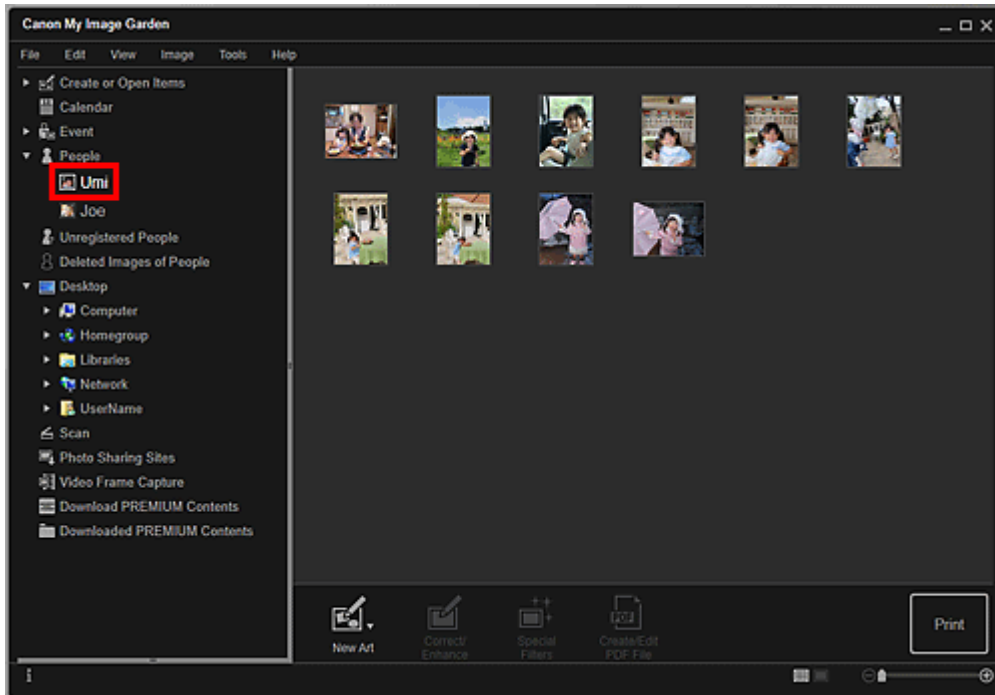 Canon My Image Garden
File Edit View Image Tools Help
Create or Open Items
Calendar
Event
People
Umi
Joe
Unregistered People
Deleted Images of People
Desktop
Computer
Homegroup
Libraries
Network
UserName
Scan
Photo Sharing Sites
Video Frame Capture
Download PREMIUM Contents
Downloaded PREMIUM Contents
New Art
Correct/
Enhance
Special
Filters
PDF
Create/Edit
PDF File
Print